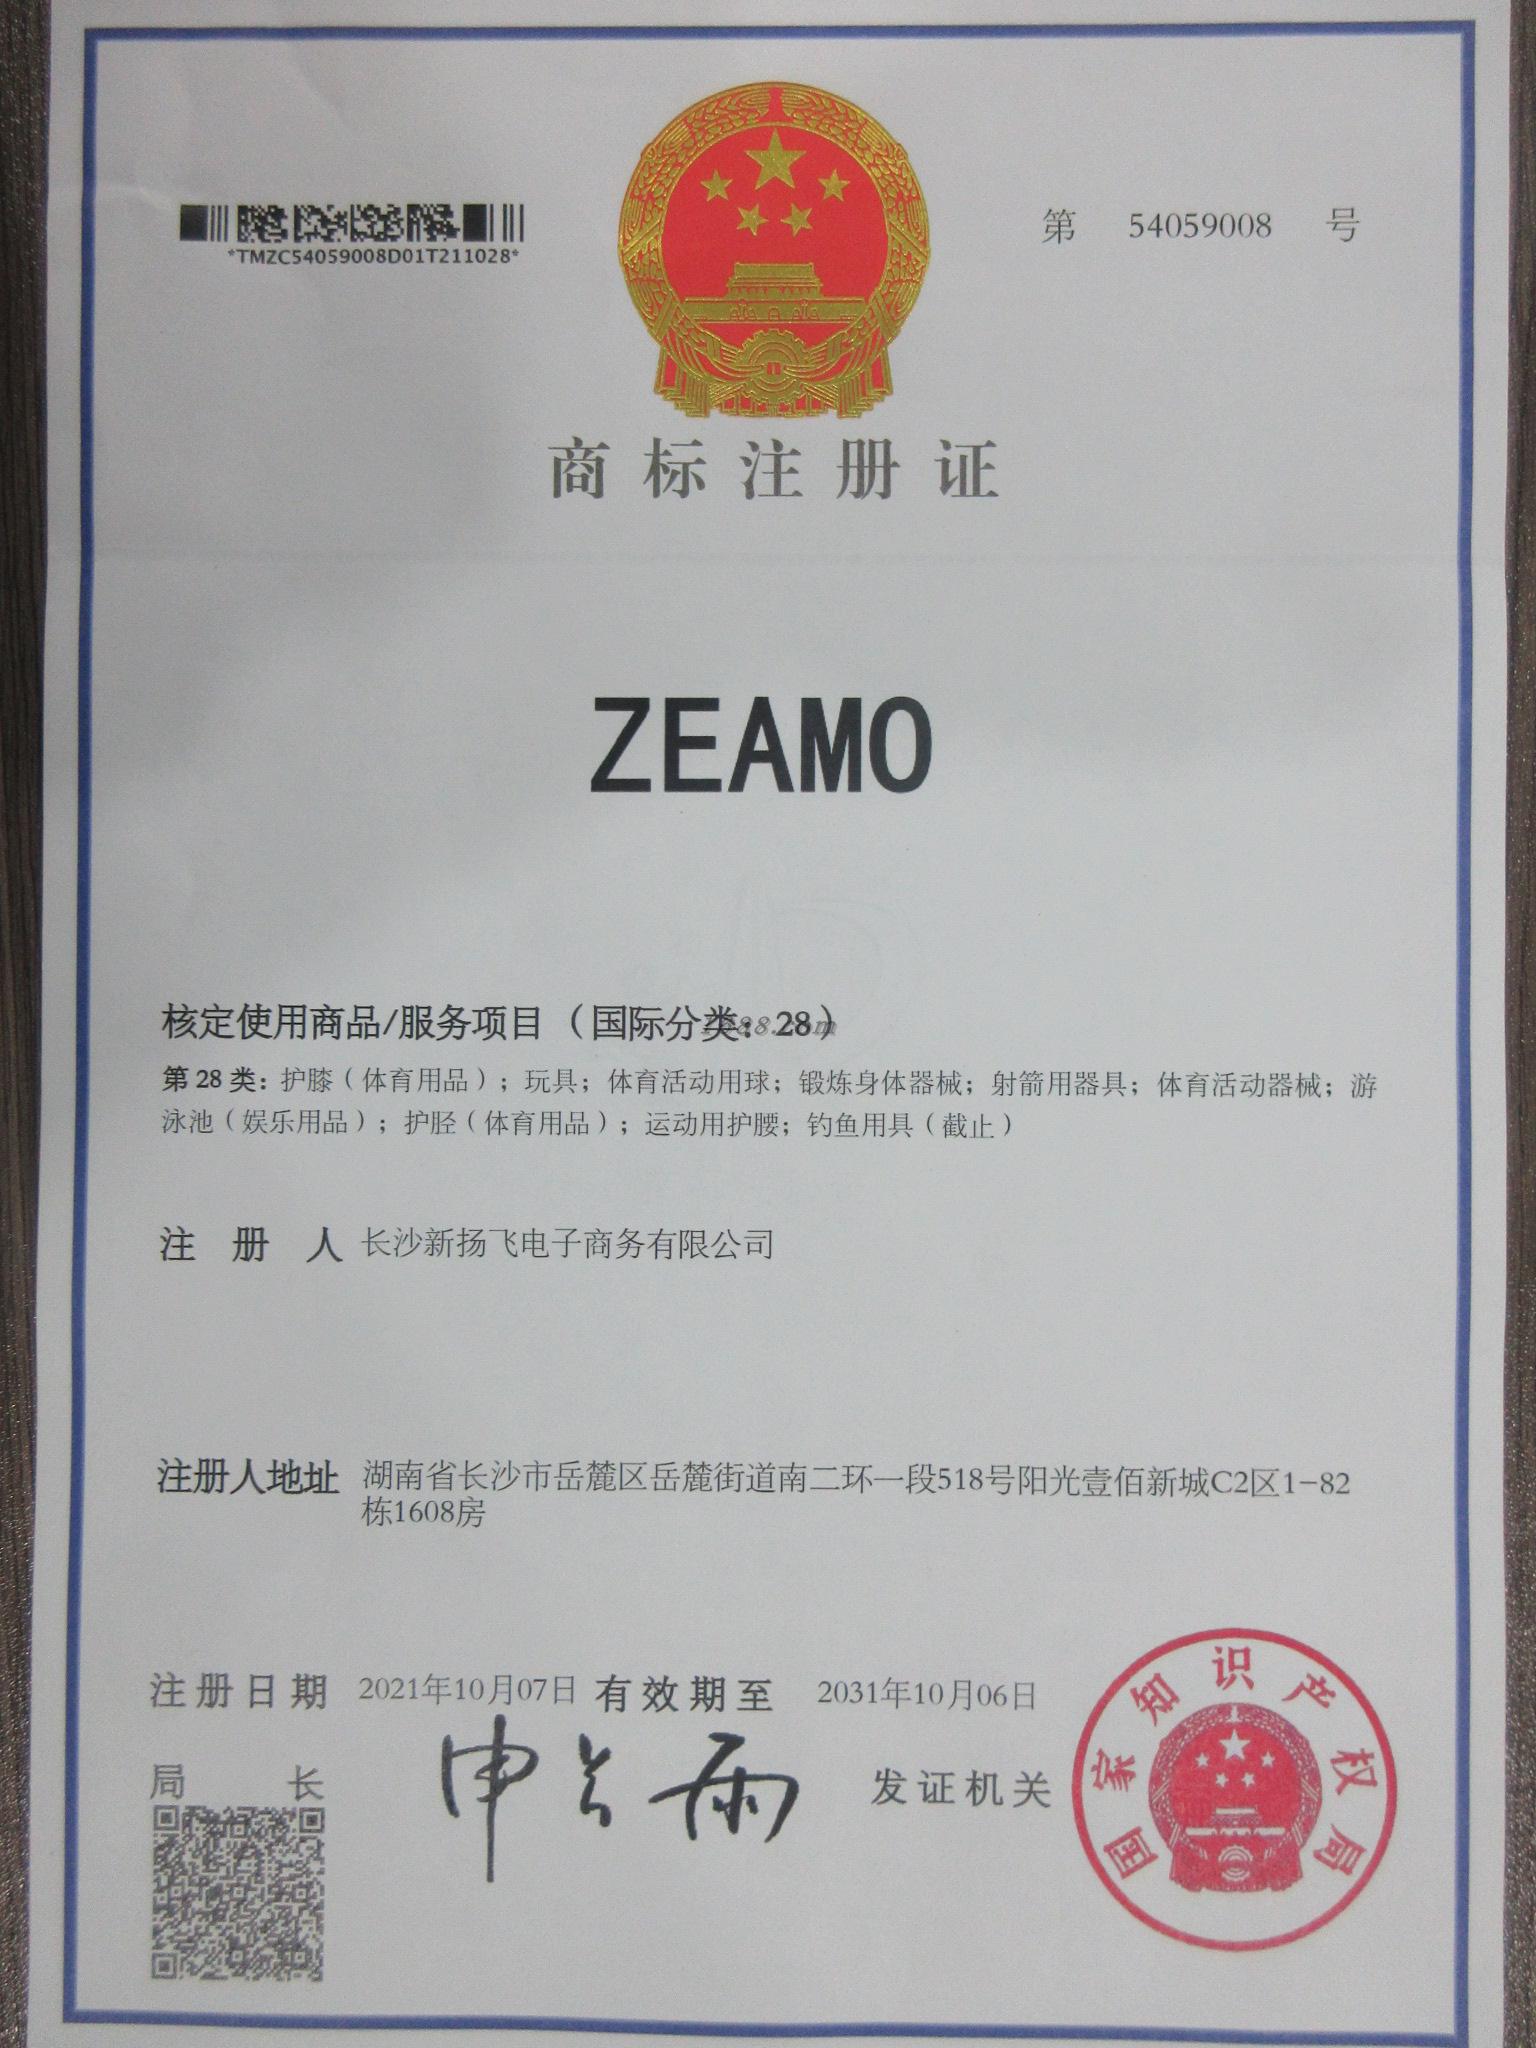 *TMZC54059008D01T211028*
第 54059008 号
商标注册证
ZEAMO
核定使用商品/服务项目（国际分类：28）
1688.com
第 28 类：护膝（体育用品）；玩具；体育活动用球；锻炼身体器械；射箭用器具；体育活动器械；游
泳池（娱乐用品）；护胫（体育用品）；运动用护腰；钓鱼用具（截止）
注 册 人 长沙新扬飞电子商务有限公司
注册人地址 湖南省长沙市岳麓区岳麓街道南二环一段518号阳光壹佰新城C2区1-82
栋1608房
注册日期 2021年10月07日 有效期至 2031年10月06日
局 长 申长雨 发证机关
国家知识产权局